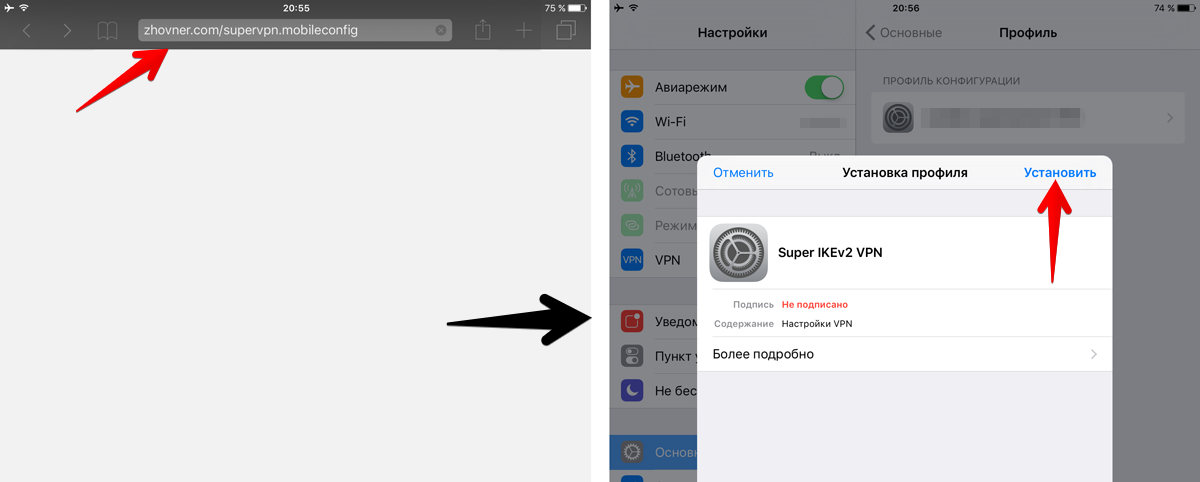 20:55
75 %
zhovner.com/supervpn.mobileconfig
20:56
74 %
Настройки
Основные
Профиль
Авиарежим
Wi-Fi
Bluetooth
VPN
ПРОФИЛЬ КОНФИГУРАЦИИ
Отменить
Установка профиля
Установить
Super IKEv2 VPN
Подпись Не подписано
Содержание Настройки VPN
Более подробно
Сотовь
Режим
VPN
Уведом
Пункт у
Не бес
Основн